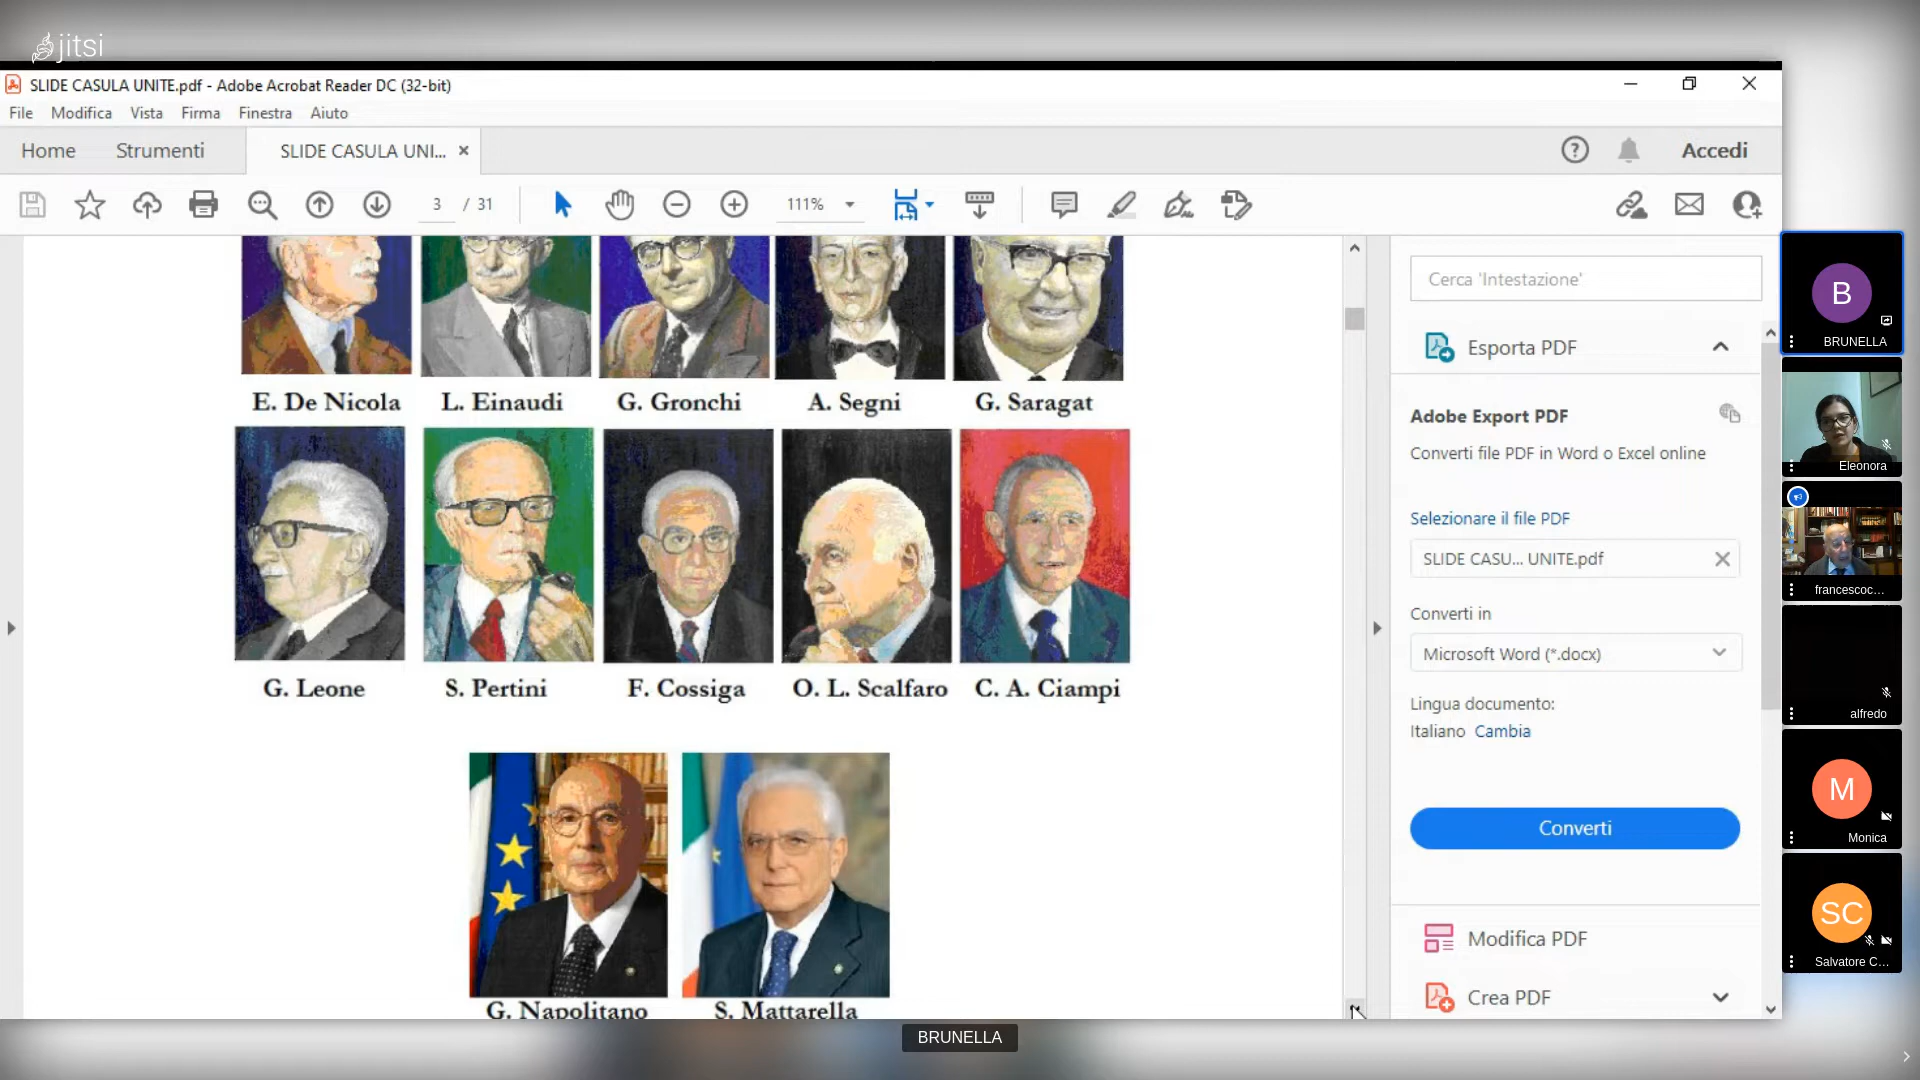 jitsi
SLIDE CASULA UNITE.pdf - Adobe Acrobat Reader DC (32-bit)
File Modifica Vista Firma Finestra Aiuto
Home Strumenti SLIDE CASULA UNI... × Accedi
3 / 31 111%
E. De Nicola L. Einaudi G. Gronchi A. Segni G. Saragat
G. Leone S. Pertini F. Cossiga O. L. Scalfaro C. A. Ciampi
G. Napolitano S. Mattarella
Cerca 'Intestazione'
Esporta PDF
Adobe Export PDF
Converti file PDF in Word o Excel online
Selezionare il file PDF
SLIDE CASU... UNITE.pdf
Converti in
Microsoft Word (*.docx)
Lingua documento:
Italiano Cambia
Converti
Modifica PDF
Crea PDF
B
BRUNELLA
Eleonora
francescoc...
alfredo
M
Monica
SC
Salvatore C...
BRUNELLA